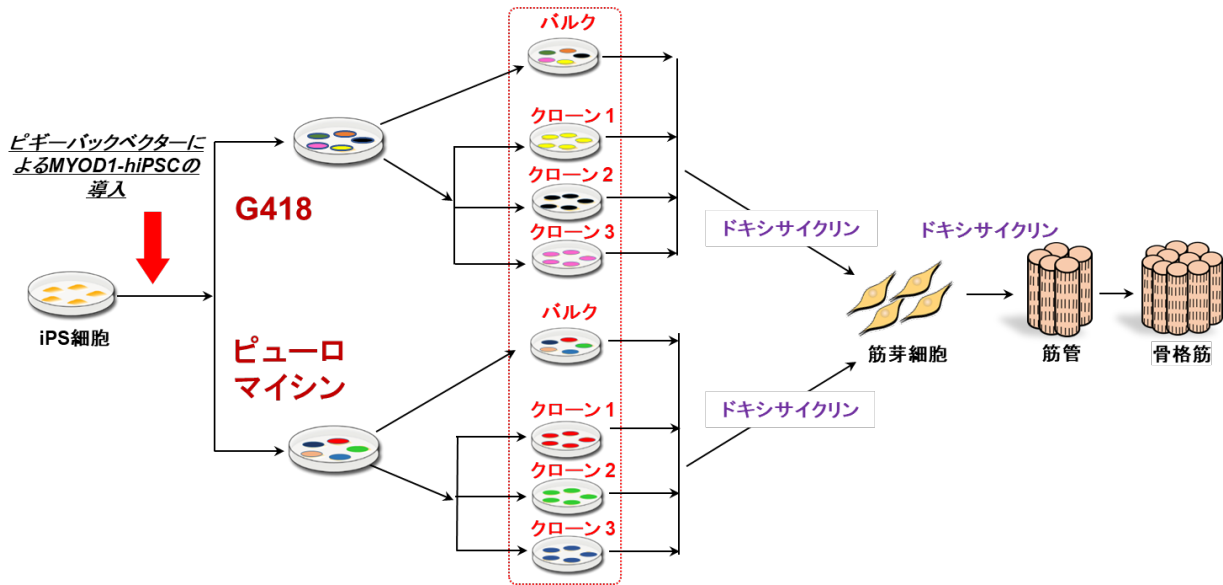 ピギーバックベクターに
よるMYOD1-hiPSCの
導入
iPS細胞
G418
ピューロ
マイシン
バルク
クローン 1
クローン 2
クローン 3
バルク
クローン 1
クローン 2
クローン 3
ドキシサイクリン
ドキシサイクリン
ドキシサイクリン
筋芽細胞
筋管
骨格筋